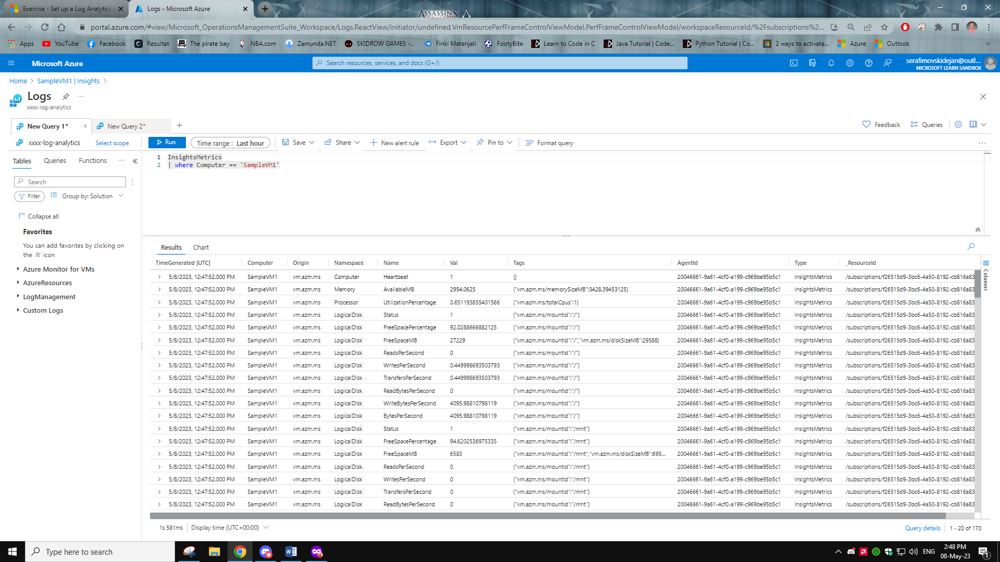 Exercise - Set up a Log Analytics
Logs - Microsoft Azure
ASSASSINS
portal.azure.com/#view/Microsoft_OperationsManagementSuite_Workspace/Logs.ReactView/initiator/undefined.VmResourcePerfFrameControlViewModel.PerfFrameControlViewModel/workspaceResourceId/%2Fsubscriptions%2...
Apps YouTube Facebook Rezultat The pirate bay NBA.com Zamunda.NET SKIDROW GAMES -... Finki Materijali FootyBite Learn to Code in C Java Tutorial | Code... Python Tutorial | Co... 2 ways to activate... Azure Outlook »
Microsoft Azure
Search resources, services, and docs (G+/)
serafimovskidejan@outl...
MICROSOFT LEARN SANDBOX
Home > SampleVM1 | Insights >
Logs ...
xxxx-log-analytics
New Query 1* New Query 2* +
Feedback Queries
xxxx-log-analytics Select scope Run Time range : Last hour Save Share New alert rule Export Pin to Format query ...
Tables Queries Functions ... «
Search
Filter Group by: Solution
Collapse all
Favorites
You can add favorites by clicking on
the ☆ icon
Azure Monitor for VMs
AzureResources
LogManagement
Custom Logs
1 InsightsMetrics
2 | where Computer == 'SampleVM1'
Results Chart
TimeGenerated [UTC] Computer Origin Namespace Name Val Tags AgentId Type _ResourceId
5/8/2023, 12:47:52.000 PM SampleVM1 vm.azm.ms Computer Heartbeat 1 {} 20046661-9a61-4cf0-a199-c969be95b5c1 InsightsMetrics /subscriptions/f26515d9-3bc6-4a50-8192-cb816a83
5/8/2023, 12:47:52.000 PM SampleVM1 vm.azm.ms Memory AvailableMB 2954.0625 {"vm.azm.ms/memorySizeMB":3428.39453125} 20046661-9a61-4cf0-a199-c969be95b5c1 InsightsMetrics /subscriptions/f26515d9-3bc6-4a50-8192-cb816a83
5/8/2023, 12:47:52.000 PM SampleVM1 vm.azm.ms Processor UtilizationPercentage 0.651193855401566 {"vm.azm.ms/totalCpus":1} 20046661-9a61-4cf0-a199-c969be95b5c1 InsightsMetrics /subscriptions/f26515d9-3bc6-4a50-8192-cb816a83
5/8/2023, 12:47:52.000 PM SampleVM1 vm.azm.ms LogicalDisk Status 1 {"vm.azm.ms/mountId":"/"} 20046661-9a61-4cf0-a199-c969be95b5c1 InsightsMetrics /subscriptions/f26515d9-3bc6-4a50-8192-cb816a83
5/8/2023, 12:47:52.000 PM SampleVM1 vm.azm.ms LogicalDisk FreeSpacePercentage 92.0288666882125 {"vm.azm.ms/mountId":"/"} 20046661-9a61-4cf0-a199-c969be95b5c1 InsightsMetrics /subscriptions/f26515d9-3bc6-4a50-8192-cb816a83
5/8/2023, 12:47:52.000 PM SampleVM1 vm.azm.ms LogicalDisk FreeSpaceMB 27229 {"vm.azm.ms/mountId":"/","vm.azm.ms/diskSizeMB":29588} 20046661-9a61-4cf0-a199-c969be95b5c1 InsightsMetrics /subscriptions/f26515d9-3bc6-4a50-8192-cb816a83
5/8/2023, 12:47:52.000 PM SampleVM1 vm.azm.ms LogicalDisk ReadsPerSecond 0 {"vm.azm.ms/mountId":"/"} 20046661-9a61-4cf0-a199-c969be95b5c1 InsightsMetrics /subscriptions/f26515d9-3bc6-4a50-8192-cb816a83
5/8/2023, 12:47:52.000 PM SampleVM1 vm.azm.ms LogicalDisk WritesPerSecond 0.449998693503793 {"vm.azm.ms/mountId":"/"} 20046661-9a61-4cf0-a199-c969be95b5c1 InsightsMetrics /subscriptions/f26515d9-3bc6-4a50-8192-cb816a83
5/8/2023, 12:47:52.000 PM SampleVM1 vm.azm.ms LogicalDisk TransfersPerSecond 0.449998693503793 {"vm.azm.ms/mountId":"/"} 20046661-9a61-4cf0-a199-c969be95b5c1 InsightsMetrics /subscriptions/f26515d9-3bc6-4a50-8192-cb816a83
5/8/2023, 12:47:52.000 PM SampleVM1 vm.azm.ms LogicalDisk ReadBytesPerSecond 0 {"vm.azm.ms/mountId":"/"} 20046661-9a61-4cf0-a199-c969be95b5c1 InsightsMetrics /subscriptions/f26515d9-3bc6-4a50-8192-cb816a83
5/8/2023, 12:47:52.000 PM SampleVM1 vm.azm.ms LogicalDisk WriteBytesPerSecond 4095.98810798119 {"vm.azm.ms/mountId":"/"} 20046661-9a61-4cf0-a199-c969be95b5c1 InsightsMetrics /subscriptions/f26515d9-3bc6-4a50-8192-cb816a83
5/8/2023, 12:47:52.000 PM SampleVM1 vm.azm.ms LogicalDisk BytesPerSecond 4095.98810798119 {"vm.azm.ms/mountId":"/"} 20046661-9a61-4cf0-a199-c969be95b5c1 InsightsMetrics /subscriptions/f26515d9-3bc6-4a50-8192-cb816a83
5/8/2023, 12:47:52.000 PM SampleVM1 vm.azm.ms LogicalDisk Status 1 {"vm.azm.ms/mountId":"/mnt"} 20046661-9a61-4cf0-a199-c969be95b5c1 InsightsMetrics /subscriptions/f26515d9-3bc6-4a50-8192-cb816a83
5/8/2023, 12:47:52.000 PM SampleVM1 vm.azm.ms LogicalDisk FreeSpacePercentage 94.6202536975335 {"vm.azm.ms/mountId":"/mnt"} 20046661-9a61-4cf0-a199-c969be95b5c1 InsightsMetrics /subscriptions/f26515d9-3bc6-4a50-8192-cb816a83
5/8/2023, 12:47:52.000 PM SampleVM1 vm.azm.ms LogicalDisk FreeSpaceMB 6583 {"vm.azm.ms/mountId":"/mnt","vm.azm.ms/diskSizeMB":695... 20046661-9a61-4cf0-a199-c969be95b5c1 InsightsMetrics /subscriptions/f26515d9-3bc6-4a50-8192-cb816a83
5/8/2023, 12:47:52.000 PM SampleVM1 vm.azm.ms LogicalDisk ReadsPerSecond 0 {"vm.azm.ms/mountId":"/mnt"} 20046661-9a61-4cf0-a199-c969be95b5c1 InsightsMetrics /subscriptions/f26515d9-3bc6-4a50-8192-cb816a83
5/8/2023, 12:47:52.000 PM SampleVM1 vm.azm.ms LogicalDisk WritesPerSecond 0 {"vm.azm.ms/mountId":"/mnt"} 20046661-9a61-4cf0-a199-c969be95b5c1 InsightsMetrics /subscriptions/f26515d9-3bc6-4a50-8192-cb816a83
5/8/2023, 12:47:52.000 PM SampleVM1 vm.azm.ms LogicalDisk TransfersPerSecond 0 {"vm.azm.ms/mountId":"/mnt"} 20046661-9a61-4cf0-a199-c969be95b5c1 InsightsMetrics /subscriptions/f26515d9-3bc6-4a50-8192-cb816a83
5/8/2023, 12:47:52.000 PM SampleVM1 vm.azm.ms LogicalDisk ReadBytesPerSecond 0 {"vm.azm.ms/mountId":"/mnt"} 20046661-9a61-4cf0-a199-c969be95b5c1 InsightsMetrics /subscriptions/f26515d9-3bc6-4a50-8192-cb816a83
Columns
1s 581ms Display time (UTC+00:00) Query details 1 - 20 of 170
Type here to search
ENG
2:48 PM
08-May-23
1